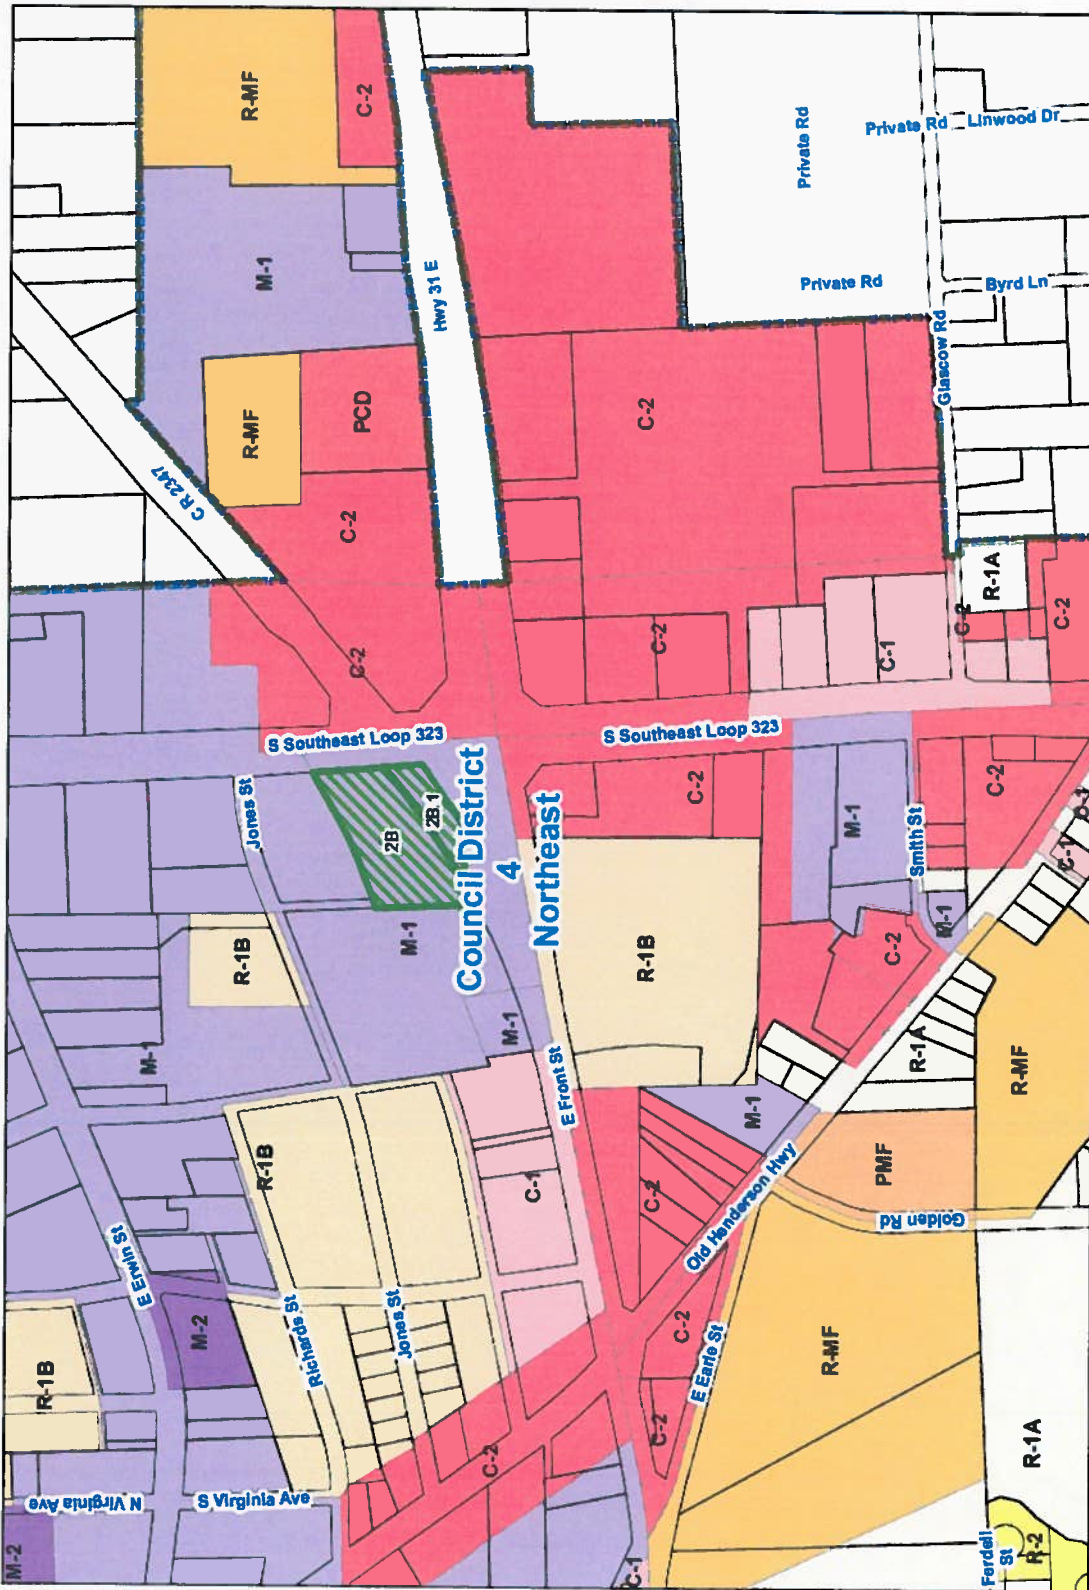 R-MF
C-2
Private Rd
Private Rd
Linwood Dr
M-1
Hwy 31 E
Private Rd
Byrd Ln
Glascow Rd
R-MF
PCD
C-2
C R 2347
C-2
R-1A
C-2
C-2
C-2
C-2
C-1
S Southeast Loop 323
S Southeast Loop 323
Jones St
2B
2B.1
C-2
M-1
C-2
Smith St
C-1
Council District
4
Northeast
R-1B
M-1
R-1B
C-2
M-1
M-1
M-1
E Front St
R-1A
R-MF
M-1
R-1B
R-1B
C-1
C-2
PMF
Old Henderson Hwy
Golden Rd
E Erwin St
M-2
Richards St
Jones St
C-2
E Earle St
R-MF
R-1B
C-2
C-2
R-1A
N Virginia Ave
S Virginia Ave
M-2
C-1
Fardell
St
R-2